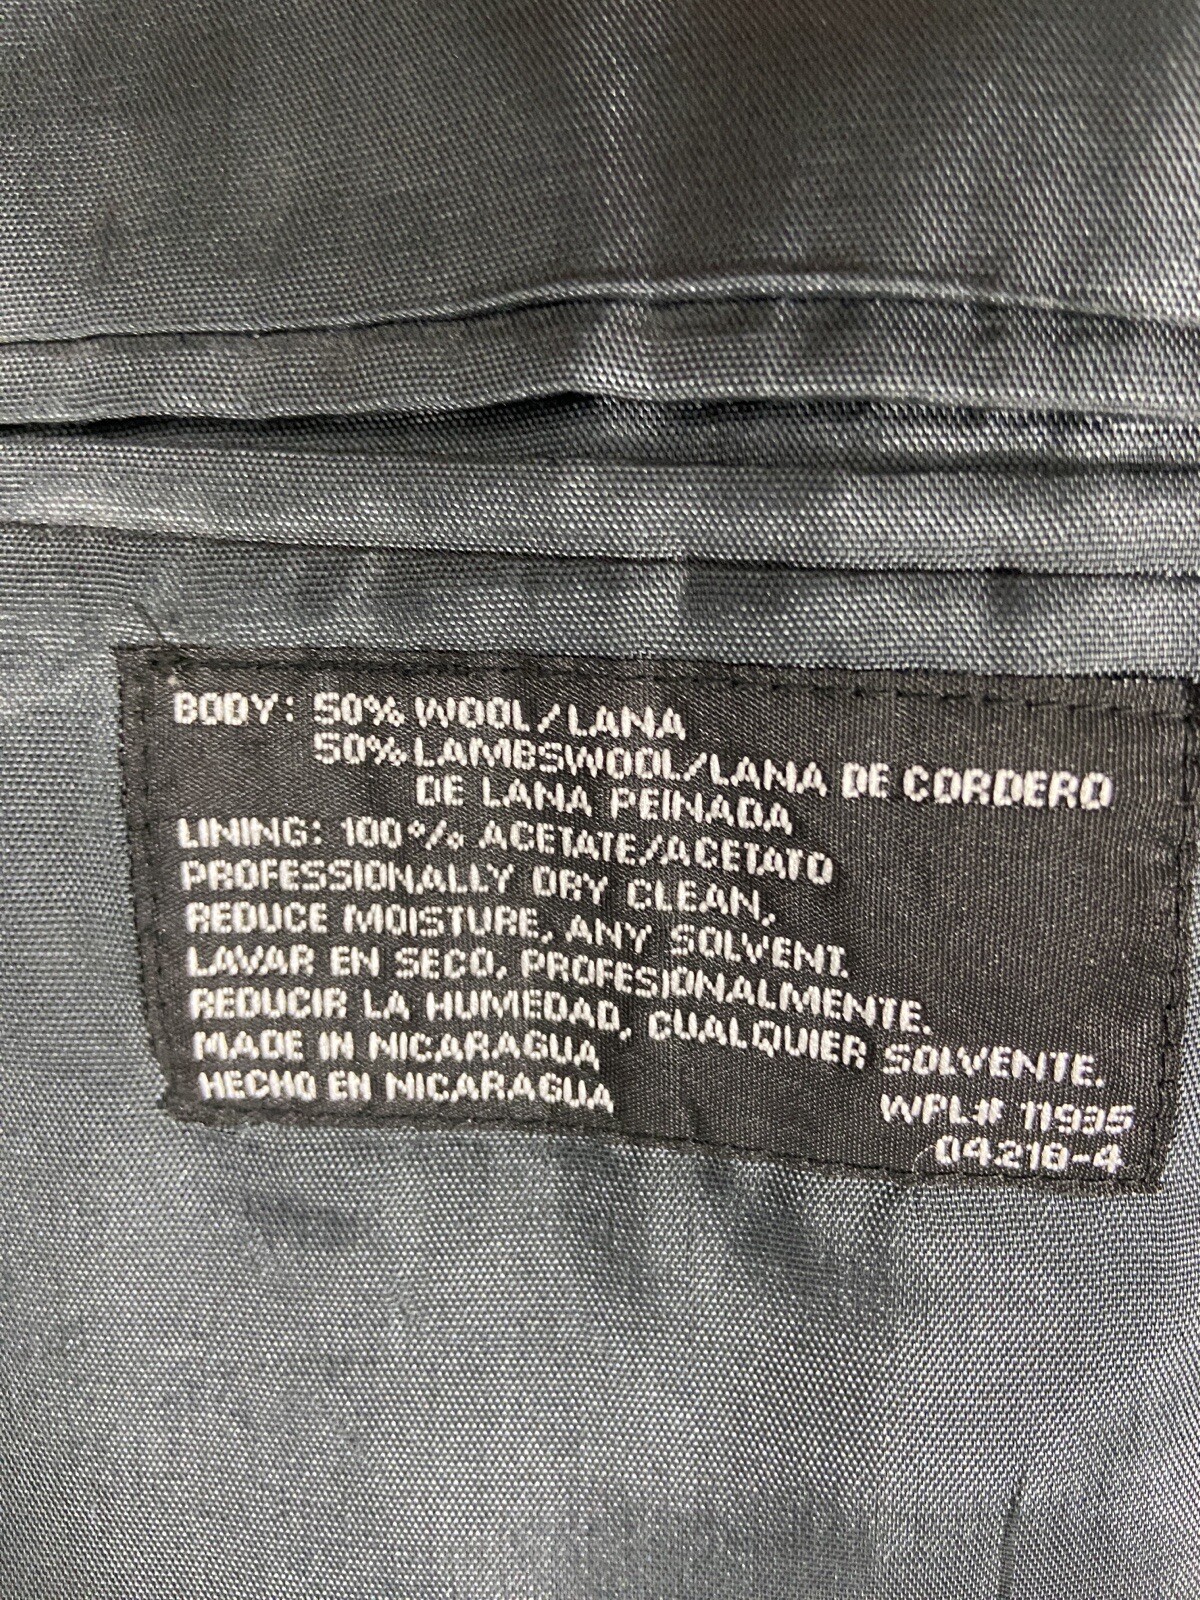 BODY: 50% WOOL/LANA
50% LAMBSWOOL/LANA DE CORDERO
DE LANA PEINADA
LINING: 100% ACETATE/ACETATO
PROFESSIONALLY DRY CLEAN,
REDUCE MOISTURE, ANY SOLVENT.
LAVAR EN SECO, PROFESIONALMENTE.
REDUCIR LA HUMEDAD, CUALQUIER SOLVENTE.
MADE IN NICARAGUA
HECHO EN NICARAGUA
WPL# 11935
04210-4